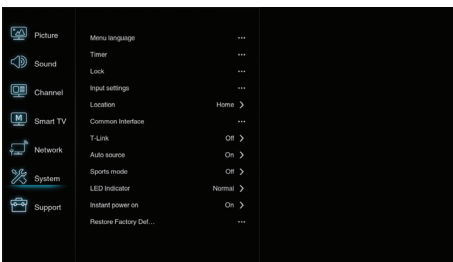 Picture
Sound
Channel
Smart TV
Network
System
Support
Menu language ...
Timer ...
Lock ...
Input settings ...
Location Home >
Common Interface ...
T-Link Off >
Auto source On >
Sports mode Off >
LED Indicator Normal >
Instant power on On >
Restore Factory Def... ...